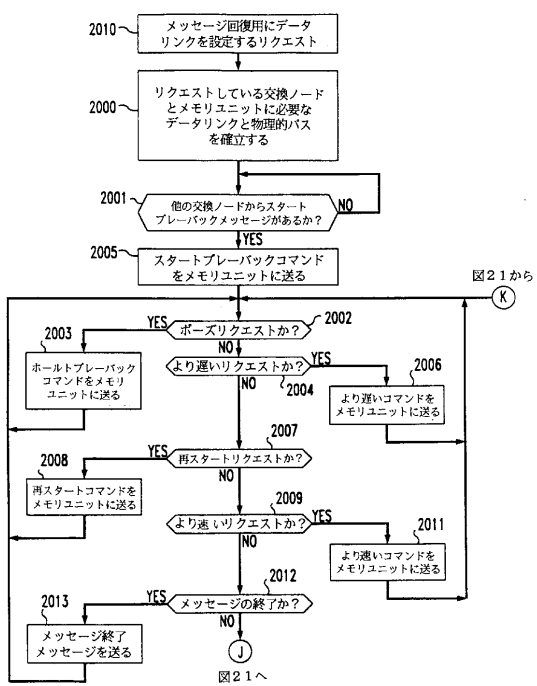 2010
メッセージ回復用にデータ
リンクを設定するリクエスト
2000
リクエストしている交換ノード
とメモリユニットに必要な
データリンクと物理的パス
を確立する
2001
他の交換ノードからスタート
プレーバックメッセージがあるか?
NO
YES
2005
スタートプレーバックコマンド
をメモリユニットに送る
図21から
K
2002
ポーズリクエストか?
YES
NO
2003
ホールトプレーバック
コマンドをメモリ
ユニットに送る
より遅いリクエストか?
YES
2004
NO
2006
より遅いコマンドを
メモリユニットに送る
2007
再スタートリクエストか?
YES
NO
2008
再スタートコマンドを
メモリユニットに送る
2009
より速いリクエストか?
YES
NO
2011
より速いコマンドを
メモリユニットに送る
2012
メッセージの終了か?
YES
NO
2013
メッセージ終了
メッセージを送る
J
図21へ